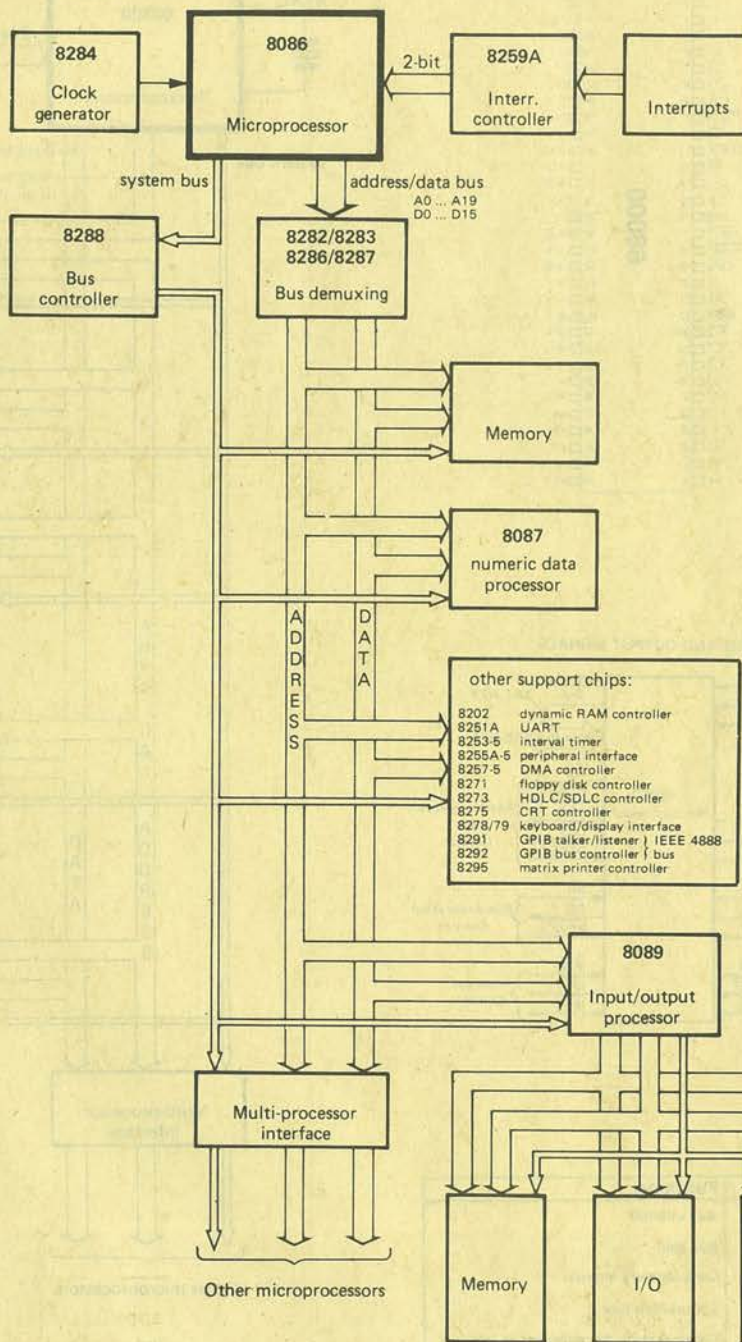 8284
Clock
generator
8086
Microprocessor
2-bit
8259A
Interr.
controller
Interrupts
system bus
address/data bus
A0 ... A19
D0 ... D15
8288
Bus
controller
8282/8283
8286/8287
Bus demuxing
Memory
8087
numeric data
processor
ADDRESS
DATA
other support chips:
8202 dynamic RAM controller
8251A UART
8253-5 interval timer
8255A-5 peripheral interface
8257-5 DMA controller
8271 floppy disk controller
8273 HDLC/SDLC controller
8275 CRT controller
8278/79 keyboard/display interface
8291 GPIB talker/listener } IEEE 4888
8292 GPIB bus controller } bus
8295 matrix printer controller
8089
Input/output
processor
Multi-processor
interface
Other microprocessors
Memory
I/O